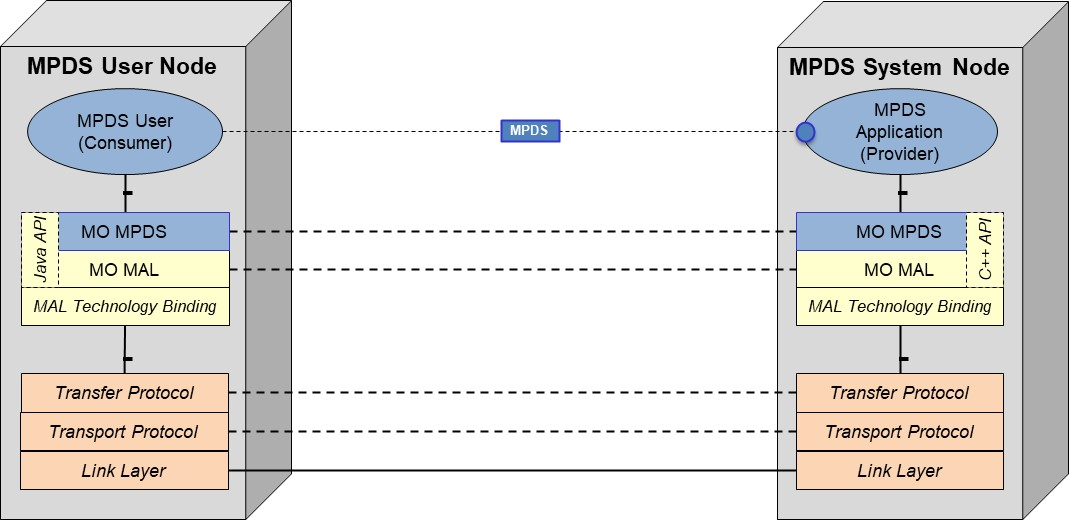 MPDS User Node
MPDS User
(Consumer)
Java API
MO MPDS
MO MAL
MAL Technology Binding
Transfer Protocol
Transport Protocol
Link Layer
MPDS
MPDS System Node
MPDS
Application
(Provider)
MO MPDS
C++ API
MO MAL
MAL Technology Binding
Transfer Protocol
Transport Protocol
Link Layer